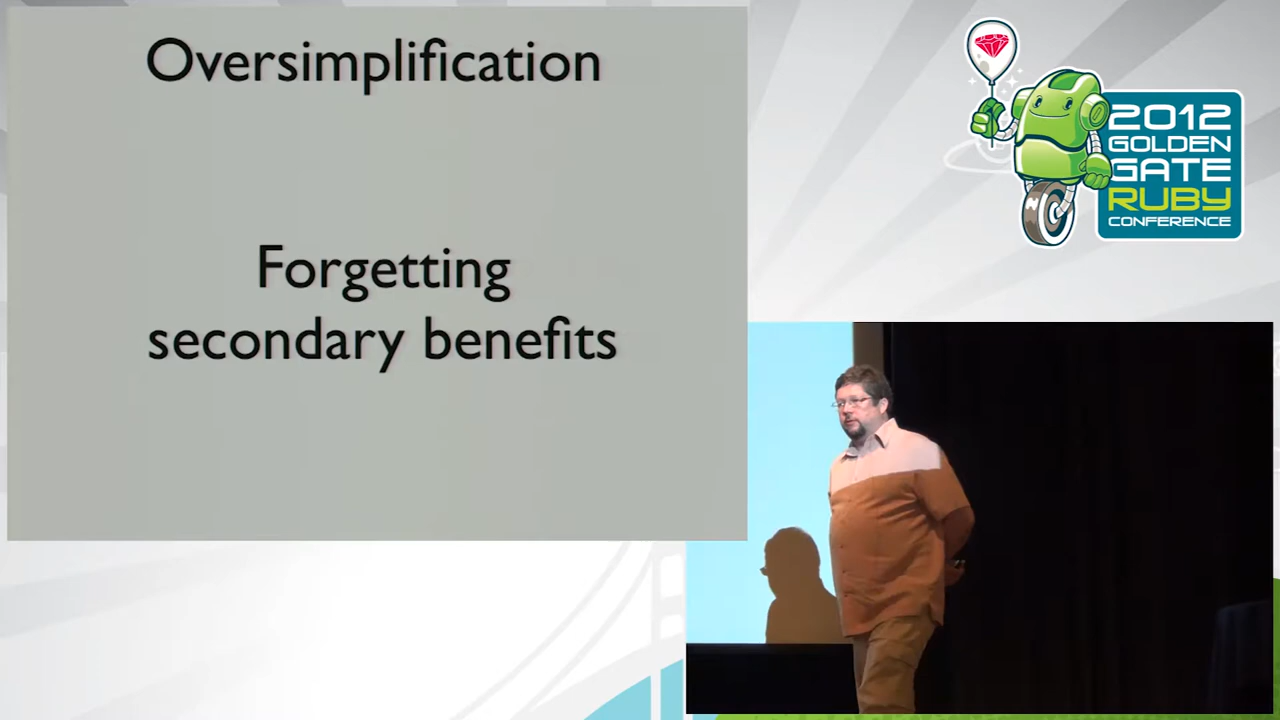 Oversimplification
Forgetting
secondary benefits
2012
GOLDEN
GATE
RUBY
CONFERENCE